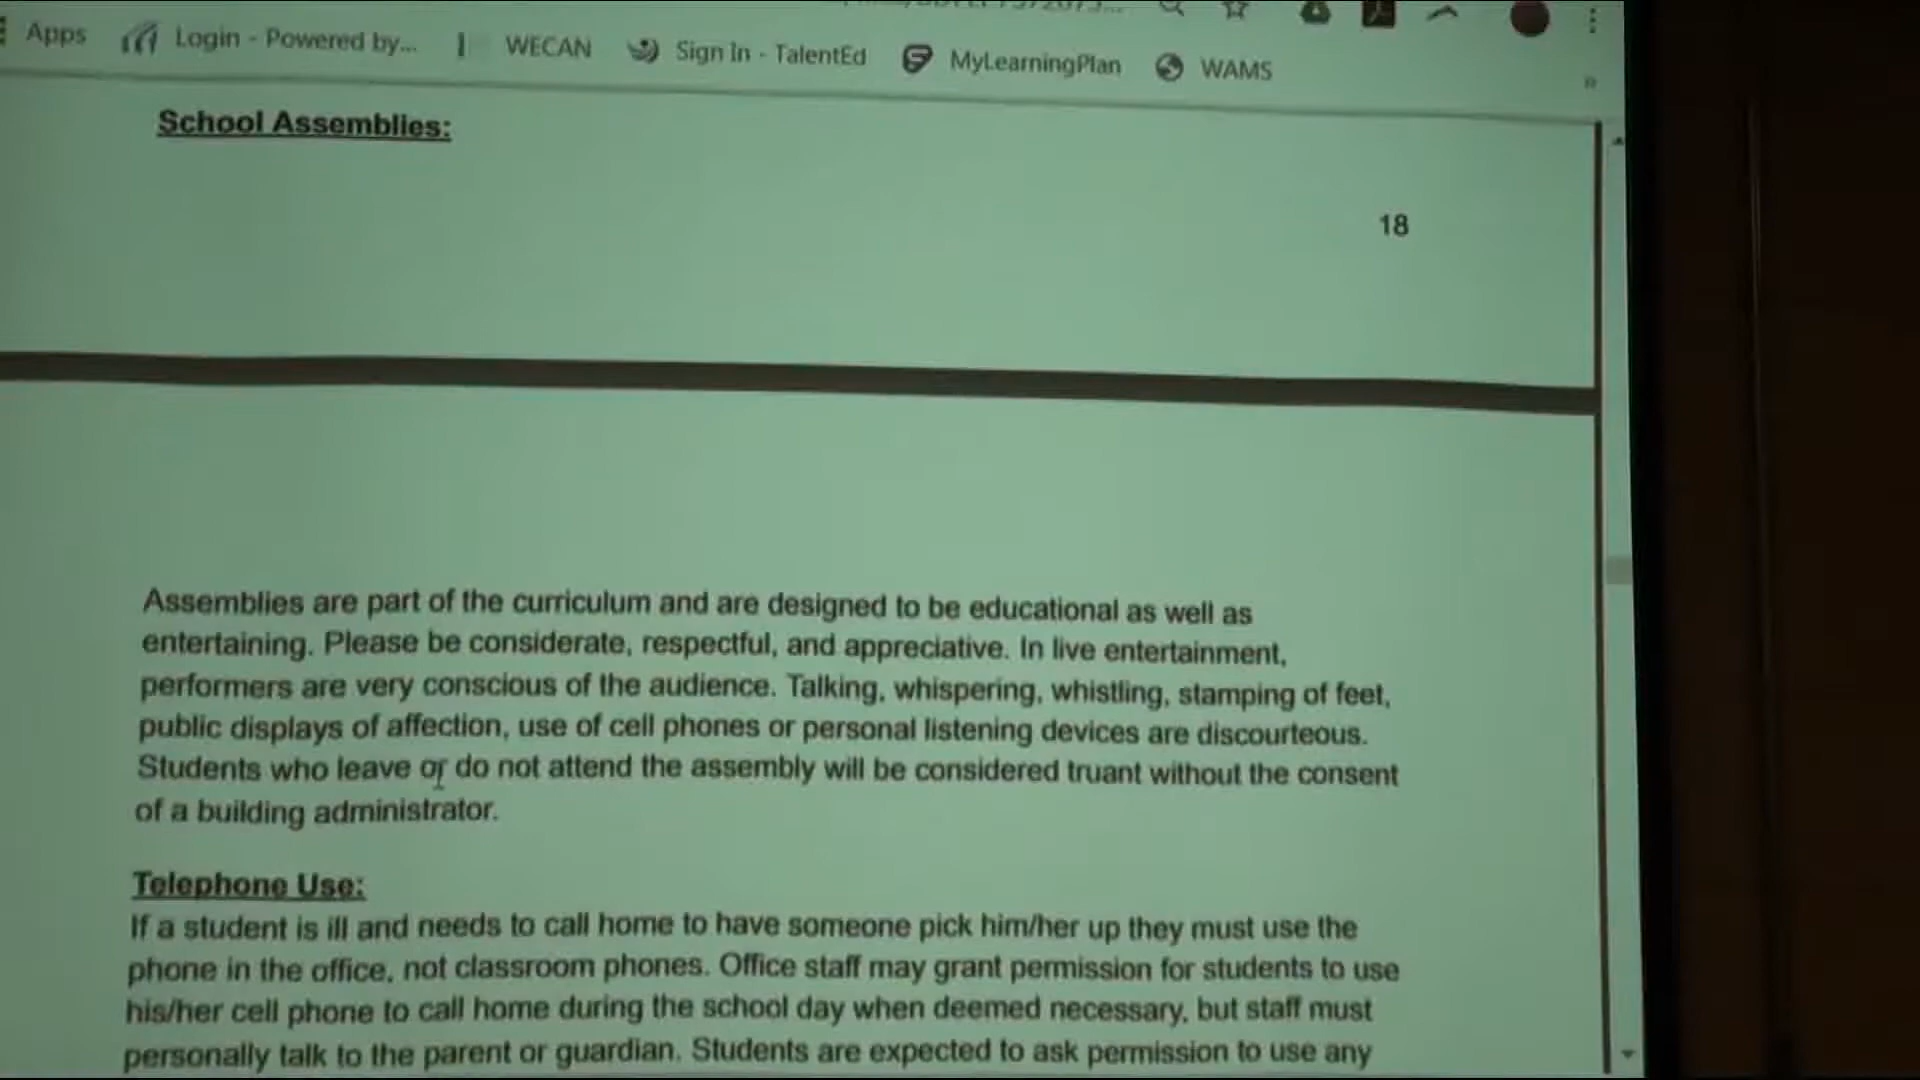 Apps Login - Powered by... WECAN Sign In - TalentEd MyLearningPlan WAMS
»
School Assemblies:
18
Assemblies are part of the curriculum and are designed to be educational as well as
entertaining. Please be considerate, respectful, and appreciative. In live entertainment,
performers are very conscious of the audience. Talking, whispering, whistling, stamping of feet,
public displays of affection, use of cell phones or personal listening devices are discourteous.
Students who leave or do not attend the assembly will be considered truant without the consent
of a building administrator.
Telephone Use:
If a student is ill and needs to call home to have someone pick him/her up they must use the
phone in the office, not classroom phones. Office staff may grant permission for students to use
his/her cell phone to call home during the school day when deemed necessary, but staff must
personally talk to the parent or guardian. Students are expected to ask permission to use any